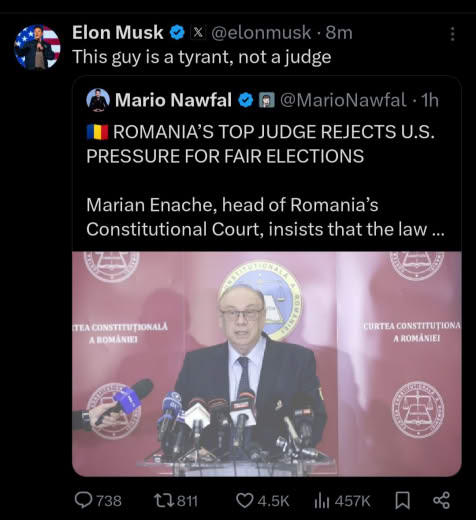 Elon Musk X @elonmusk · 8m
This guy is a tyrant, not a judge
Mario Nawfal @MarioNawfal · 1h
🇷🇴 ROMANIA’S TOP JUDGE REJECTS U.S.
PRESSURE FOR FAIR ELECTIONS
Marian Enache, head of Romania’s
Constitutional Court, insists that the law ...
RTEA CONSTITUȚIONALĂ
A ROMÂNIEI
CURTEA CONSTITUȚIONA
A ROMÂNIEI
738 811 4.5K 457K